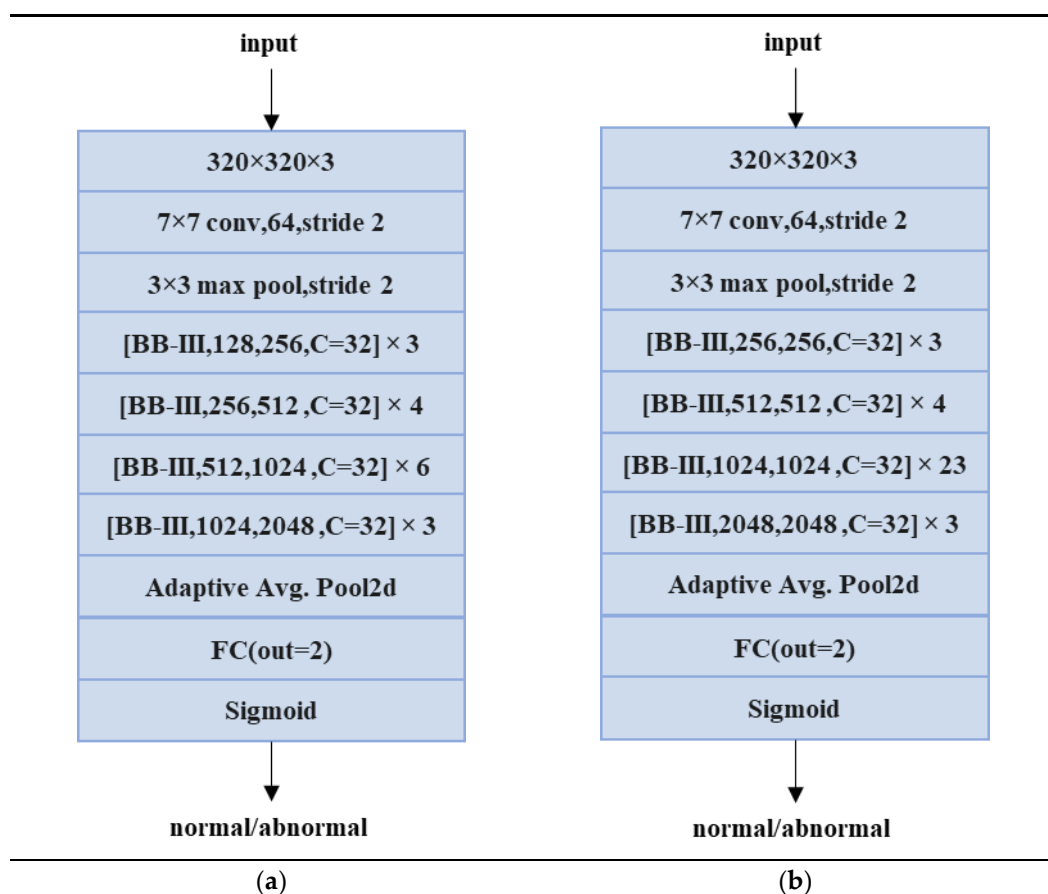 input
320×320×3
7×7 conv,64,stride 2
3×3 max pool,stride 2
[BB-III,128,256,C=32] × 3
[BB-III,256,512 ,C=32] × 4
[BB-III,512,1024 ,C=32] × 6
[BB-III,1024,2048 ,C=32] × 3
Adaptive Avg. Pool2d
FC(out=2)
Sigmoid
normal/abnormal
(a)
input
320×320×3
7×7 conv,64,stride 2
3×3 max pool,stride 2
[BB-III,256,256,C=32] × 3
[BB-III,512,512 ,C=32] × 4
[BB-III,1024,1024 ,C=32] × 23
[BB-III,2048,2048 ,C=32] × 3
Adaptive Avg. Pool2d
FC(out=2)
Sigmoid
normal/abnormal
(b)